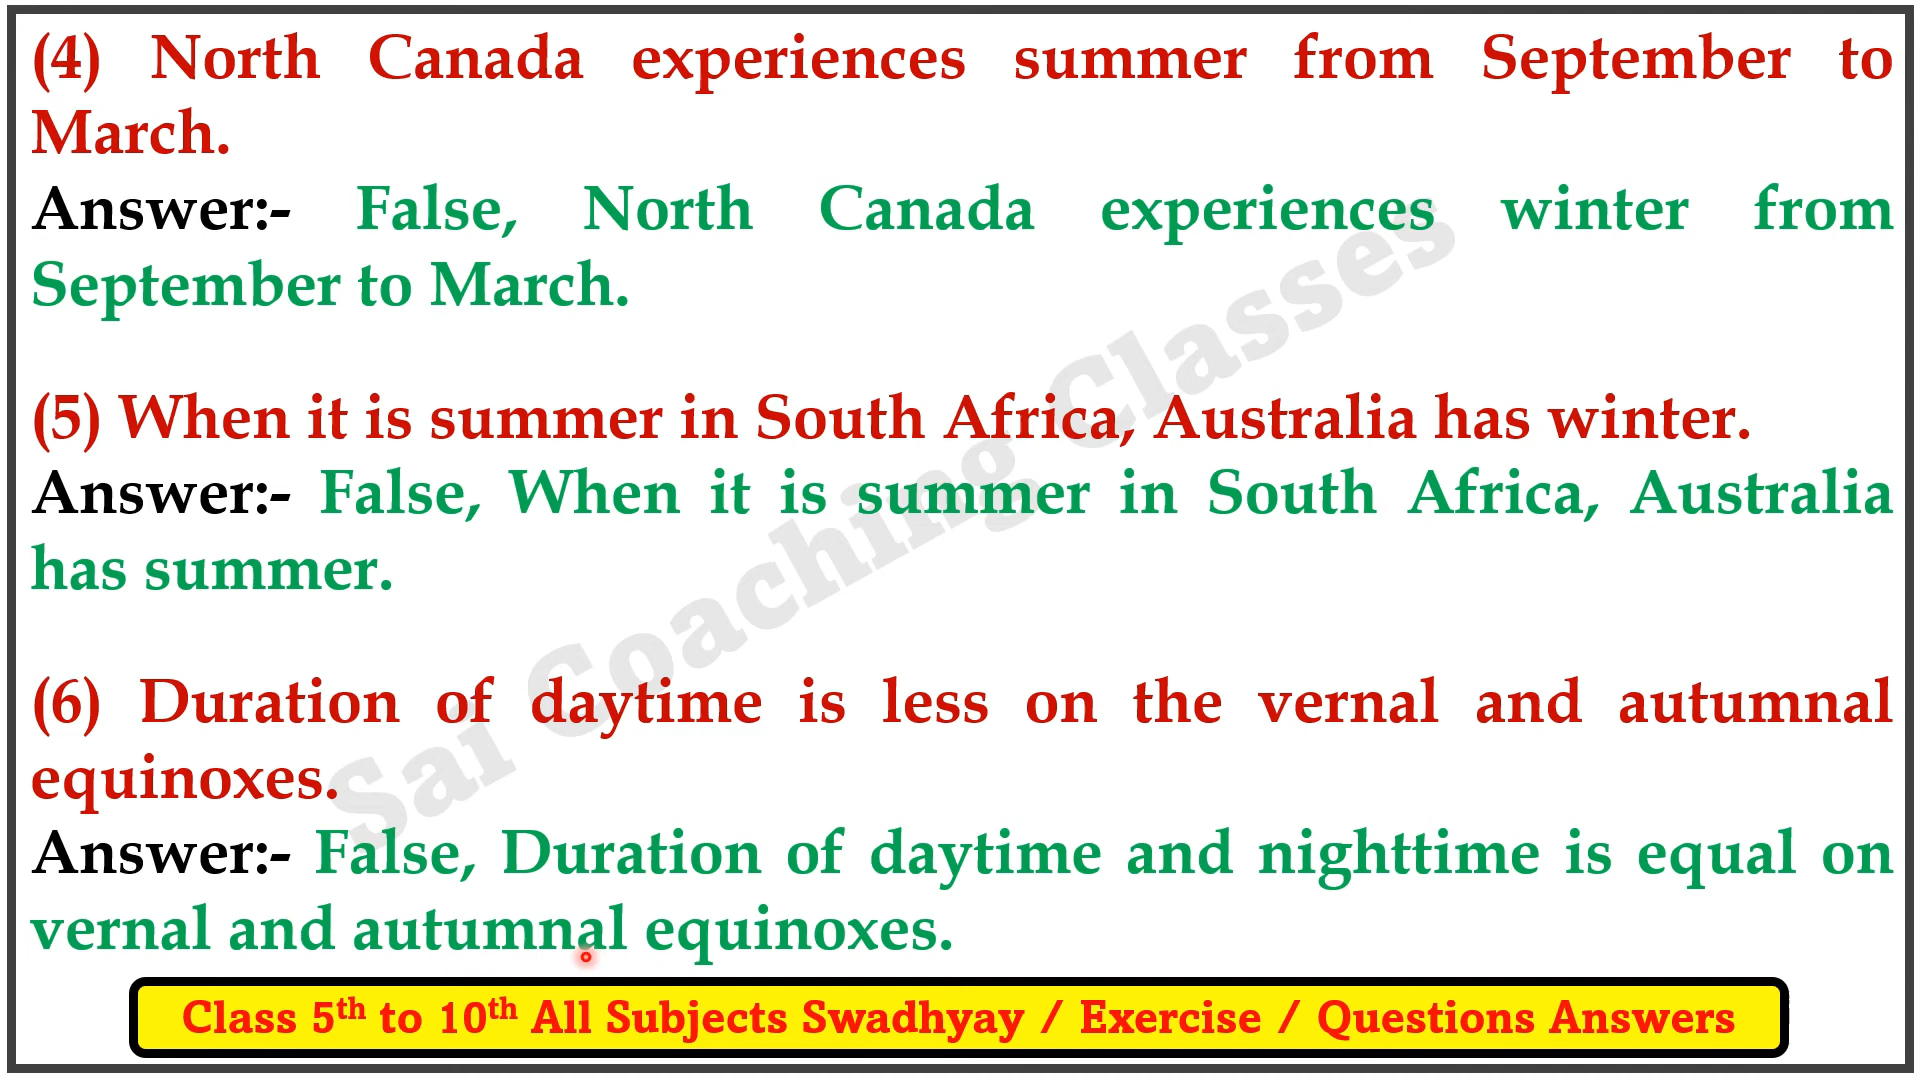 (4) North Canada experiences summer from September to
March.
Answer:- False, North Canada experiences winter from
September to March.
(5) When it is summer in South Africa, Australia has winter.
Answer:- False, When it is summer in South Africa, Australia
has summer.
(6) Duration of daytime is less on the vernal and autumnal
equinoxes.
Answer:- False, Duration of daytime and nighttime is equal on
vernal and autumnal equinoxes.
Sai Coaching Classes
Class 5th to 10th All Subjects Swadhyay / Exercise / Questions Answers